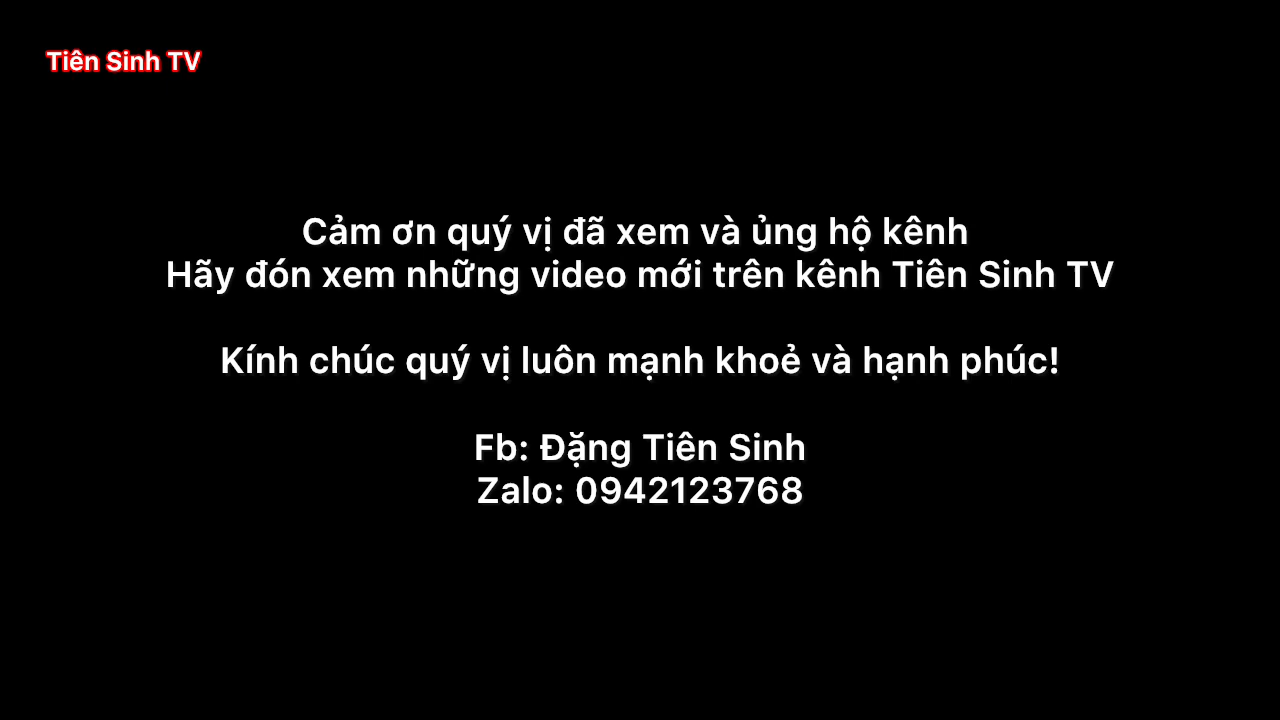 Tiên Sinh TV
Cảm ơn quý vị đã xem và ủng hộ kênh
Hãy đón xem những video mới trên kênh Tiên Sinh TV
Kính chúc quý vị luôn mạnh khoẻ và hạnh phúc!
Fb: Đặng Tiên Sinh
Zalo: 0942123768